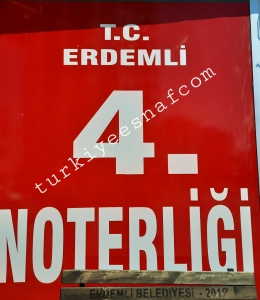 T.C.
ERDEMLİ
4.
turkiyeesnaf.com
NOTERLİĞİ
ERDEMLİ BELEDİYESİ - 2017